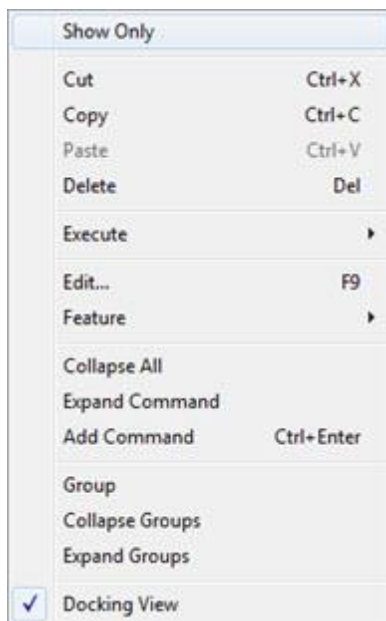 Show Only
Cut Ctrl+X
Copy Ctrl+C
Paste Ctrl+V
Delete Del
Execute
Edit... F9
Feature
Collapse All
Expand Command
Add Command Ctrl+Enter
Group
Collapse Groups
Expand Groups
Docking View